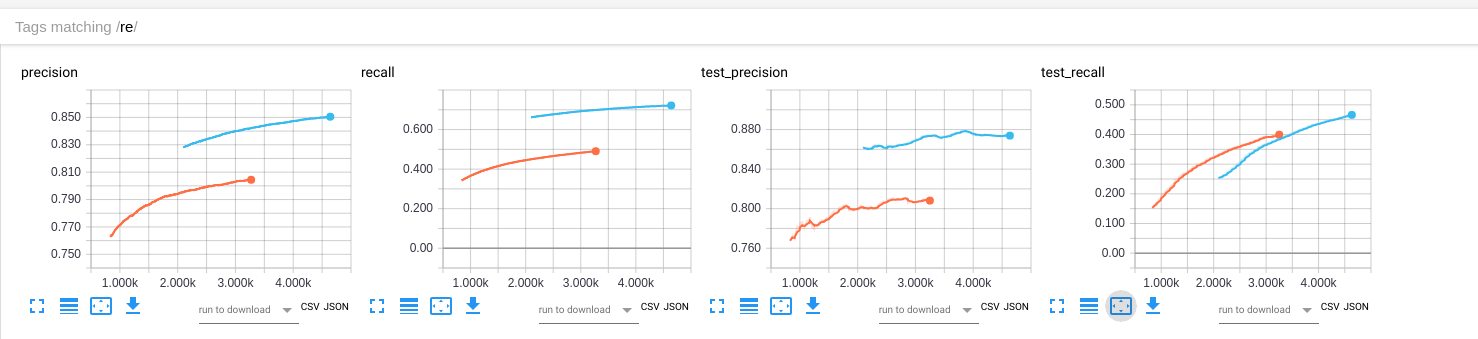 Tags matching /re/
precision
0.850
0.830
0.810
0.790
0.770
0.750
1.000k 2.000k 3.000k 4.000k
run to download CSV JSON
recall
0.600
0.400
0.200
0.00
1.000k 2.000k 3.000k 4.000k
run to download CSV JSON
test_precision
0.880
0.840
0.800
0.760
1.000k 2.000k 3.000k 4.000k
run to download CSV JSON
test_recall
0.500
0.400
0.300
0.200
0.100
0.00
1.000k 2.000k 3.000k 4.000k
run to download CSV JSON